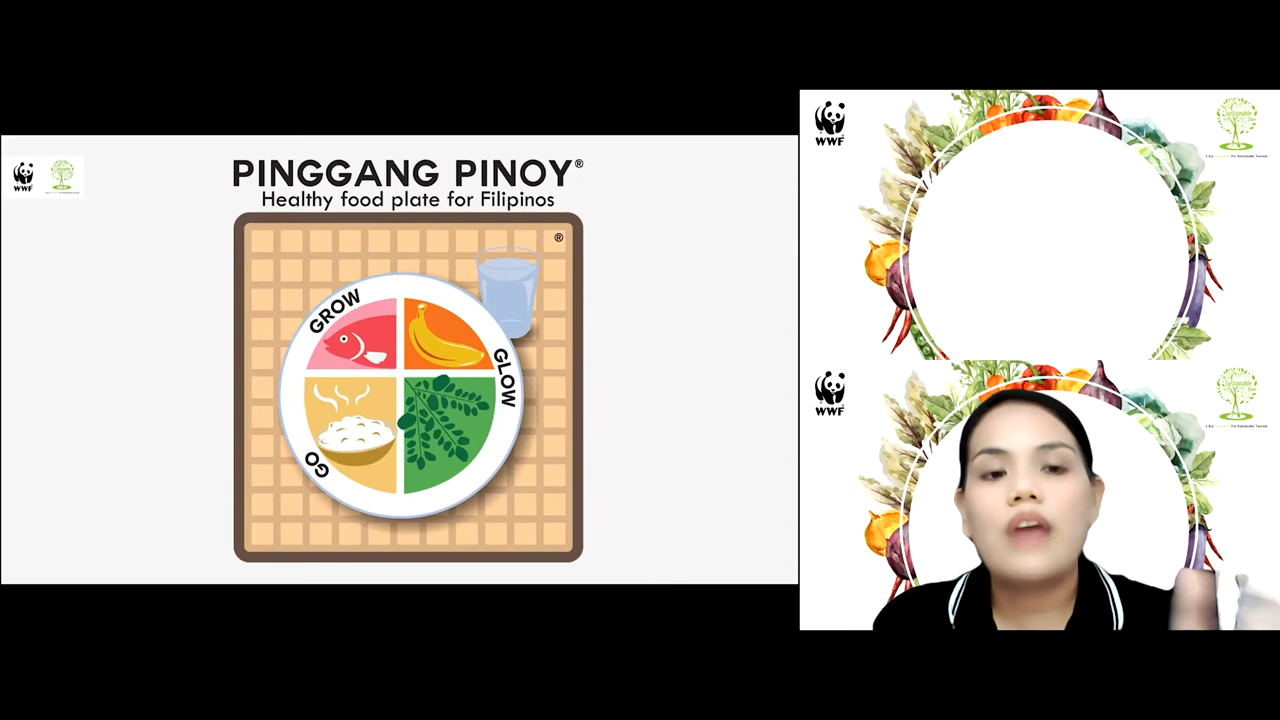 PINGGANG PINOY®
Healthy food plate for Filipinos
®
GROW
GLOW
GO
WWF
WWF
WWF